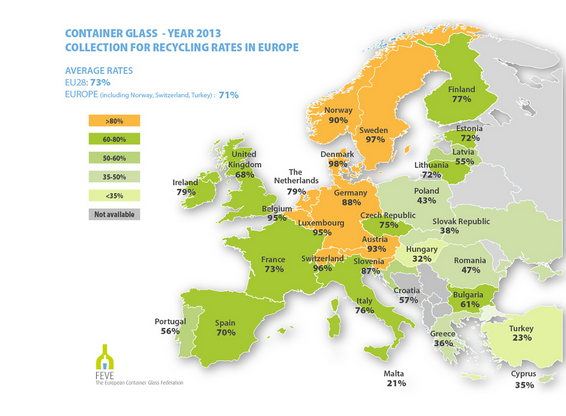 CONTAINER GLASS - YEAR 2013
COLLECTION FOR RECYCLING RATES IN EUROPE
AVERAGE RATES
EU28: 73%
EUROPE (including Norway, Switzerland, Turkey) : 71%
>80%
60-80%
50-60%
35-50%
<35%
Not available
Finland
77%
Norway
90%
Sweden
97%
Estonia
72%
Latvia
55%
Lithuania
72%
Denmark
98%
United
Kingdom
68%
Ireland
79%
The
Netherlands
79%
Germany
88%
Poland
43%
Belgium
95%
Luxembourg
95%
Czech Republic
75%
Slovak Republic
38%
Austria
93%
Hungary
32%
France
73%
Switzerland
96%
Slovenia
87%
Romania
47%
Croatia
57%
Bulgaria
61%
Italy
76%
Portugal
56%
Spain
70%
Greece
36%
Turkey
23%
Malta
21%
Cyprus
35%
FEVE
The European Container Glass Federation